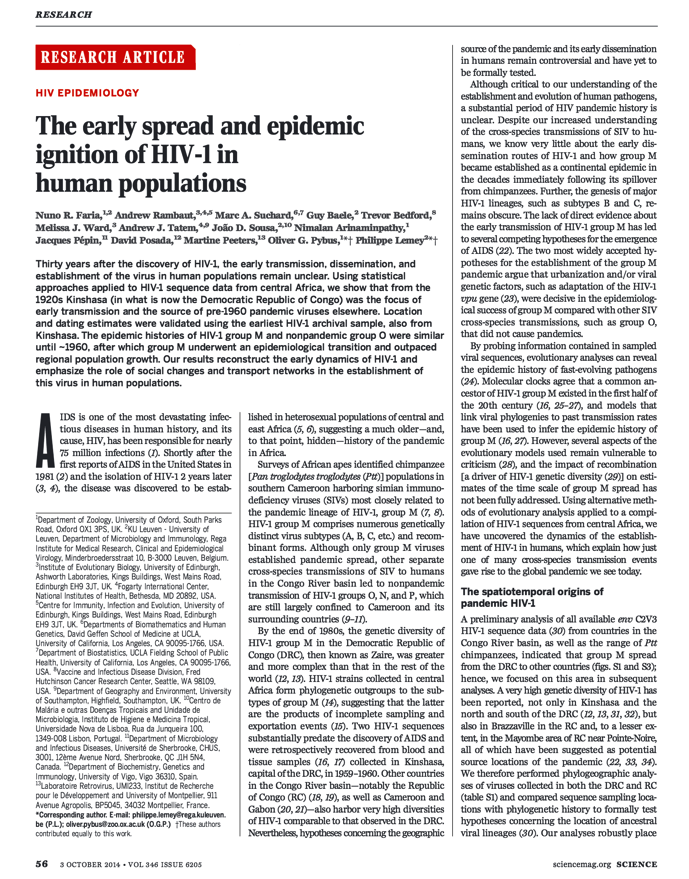 RESEARCH
RESEARCH ARTICLE
HIV EPIDEMIOLOGY
The early spread and epidemic
ignition of HIV-1 in
human populations
Nuno R. Faria,1,2 Andrew Rambaut,3,4,5 Marc A. Suchard,6,7 Guy Baele,2 Trevor Bedford,8
Melissa J. Ward,3 Andrew J. Tatem,4,9 João D. Sousa,2,10 Nimalan Arinaminpathy,1
Jacques Pépin,11 David Posada,12 Martine Peeters,13 Oliver G. Pybus,1*† Philippe Lemey2*†
Thirty years after the discovery of HIV-1, the early transmission, dissemination, and
establishment of the virus in human populations remain unclear. Using statistical
approaches applied to HIV-1 sequence data from central Africa, we show that from the
1920s Kinshasa (in what is now the Democratic Republic of Congo) was the focus of
early transmission and the source of pre-1960 pandemic viruses elsewhere. Location
and dating estimates were validated using the earliest HIV-1 archival sample, also from
Kinshasa. The epidemic histories of HIV-1 group M and nonpandemic group O were similar
until ~1960, after which group M underwent an epidemiological transition and outpaced
regional population growth. Our results reconstruct the early dynamics of HIV-1 and
emphasize the role of social changes and transport networks in the establishment of
this virus in human populations.
AIDS is one of the most devastating infec-
tious diseases in human history, and its
cause, HIV, has been responsible for nearly
75 million infections (1). Shortly after the
first reports of AIDS in the United States in
1981 (2) and the isolation of HIV-1 2 years later
(3, 4), the disease was discovered to be estab-
1Department of Zoology, University of Oxford, South Parks
Road, Oxford OX1 3PS, UK. 2KU Leuven - University of
Leuven, Department of Microbiology and Immunology, Rega
Institute for Medical Research, Clinical and Epidemiological
Virology, Minderbroedersstraat 10, B-3000 Leuven, Belgium.
3Institute of Evolutionary Biology, University of Edinburgh,
Ashworth Laboratories, Kings Buildings, West Mains Road,
Edinburgh EH9 3JT, UK. 4Fogarty International Center,
National Institutes of Health, Bethesda, MD 20892, USA.
5Centre for Immunity, Infection and Evolution, University of
Edinburgh, Kings Buildings, West Mains Road, Edinburgh
EH9 3JT, UK. 6Departments of Biomathematics and Human
Genetics, David Geffen School of Medicine at UCLA,
University of California, Los Angeles, CA 90095-1766, USA.
7Department of Biostatistics, UCLA Fielding School of Public
Health, University of California, Los Angeles, CA 90095-1766,
USA. 8Vaccine and Infectious Disease Division, Fred
Hutchinson Cancer Research Center, Seattle, WA 98109,
USA. 9Department of Geography and Environment, University
of Southampton, Highfield, Southampton, UK. 10Centro de
Malária e outras Doenças Tropicais and Unidade de
Microbiologia, Instituto de Higiene e Medicina Tropical,
Universidade Nova de Lisboa, Rua da Junqueira 100,
1349-008 Lisbon, Portugal. 11Department of Microbiology
and Infectious Diseases, Université de Sherbrooke, CHUS,
3001, 12ème Avenue Nord, Sherbrooke, QC J1H 5N4,
Canada. 12Department of Biochemistry, Genetics and
Immunology, University of Vigo, Vigo 36310, Spain.
13Laboratoire Retrovirus, UMI233, Institut de Recherche
pour le Développement and University of Montpellier, 911
Avenue Agropolis, BP5045, 34032 Montpellier, France.
*Corresponding author. E-mail: philippe.lemey@rega.kuleuven.
be (P.L.); oliver.pybus@zoo.ox.ac.uk (O.G.P.) †These authors
contributed equally to this work.
lished in heterosexual populations of central and
east Africa (5, 6), suggesting a much older—and,
to that point, hidden—history of the pandemic
in Africa.
Surveys of African apes identified chimpanzee
[Pan troglodytes troglodytes (Ptt)] populations in
southern Cameroon harboring simian immuno-
deficiency viruses (SIVs) most closely related to
the pandemic lineage of HIV-1, group M (7, 8).
HIV-1 group M comprises numerous genetically
distinct virus subtypes (A, B, C, etc.) and recom-
binant forms. Although only group M viruses
established pandemic spread, other separate
cross-species transmissions of SIV to humans
in the Congo River basin led to nonpandemic
transmission of HIV-1 groups O, N, and P, which
are still largely confined to Cameroon and its
surrounding countries (9–11).
By the end of 1980s, the genetic diversity of
HIV-1 group M in the Democratic Republic of
Congo (DRC), then known as Zaire, was greater
and more complex than that in the rest of the
world (12, 13). HIV-1 strains collected in central
Africa form phylogenetic outgroups to the sub-
types of group M (14), suggesting that the latter
are the products of incomplete sampling and
exportation events (15). Two HIV-1 sequences
substantially predate the discovery of AIDS and
were retrospectively recovered from blood and
tissue samples (16, 17) collected in Kinshasa,
capital of the DRC, in 1959–1960. Other countries
in the Congo River basin—notably the Republic
of Congo (RC) (18, 19), as well as Cameroon and
Gabon (20, 21)—also harbor very high diversities
of HIV-1 comparable to that observed in the DRC.
Nevertheless, hypotheses concerning the geographic
source of the pandemic and its early dissemination
in humans remain controversial and have yet to
be formally tested.
Although critical to our understanding of the
establishment and evolution of human pathogens,
a substantial period of HIV pandemic history is
unclear. Despite our increased understanding
of the cross-species transmissions of SIV to hu-
mans, we know very little about the early dis-
semination routes of HIV-1 and how group M
became established as a continental epidemic in
the decades immediately following its spillover
from chimpanzees. Further, the genesis of major
HIV-1 lineages, such as subtypes B and C, re-
mains obscure. The lack of direct evidence about
the early transmission of HIV-1 group M has led
to several competing hypotheses for the emergence
of AIDS (22). The two most widely accepted hy-
potheses for the establishment of the group M
pandemic argue that urbanization and/or viral
genetic factors, such as adaptation of the HIV-1
vpu gene (23), were decisive in the epidemiolog-
ical success of group M compared with other SIV
cross-species transmissions, such as group O,
that did not cause pandemics.
By probing information contained in sampled
viral sequences, evolutionary analyses can reveal
the epidemic history of fast-evolving pathogens
(24). Molecular clocks agree that a common an-
cestor of HIV-1 group M existed in the first half of
the 20th century (16, 25–27), and models that
link viral phylogenies to past transmission rates
have been used to infer the epidemic history of
group M (16, 27). However, several aspects of the
evolutionary models used remain vulnerable to
criticism (28), and the impact of recombination
[a driver of HIV-1 genetic diversity (29)] on esti-
mates of the time scale of group M spread has
not been fully addressed. Using alternative meth-
ods of evolutionary analysis applied to a compi-
lation of HIV-1 sequences from central Africa, we
have uncovered the dynamics of the establish-
ment of HIV-1 in humans, which explain how just
one of many cross-species transmission events
gave rise to the global pandemic we see today.
The spatiotemporal origins of
pandemic HIV-1
A preliminary analysis of all available env C2V3
HIV-1 sequence data (30) from countries in the
Congo River basin, as well as the range of Ptt
chimpanzees, indicated that group M spread
from the DRC to other countries (figs. S1 and S3);
hence, we focused on this area in subsequent
analyses. A very high genetic diversity of HIV-1 has
been reported, not only in Kinshasa and the
north and south of the DRC (12, 13, 31, 32), but
also in Brazzaville in the RC and, to a lesser ex-
tent, in the Mayombe area of RC near Pointe-Noire,
all of which have been suggested as potential
source locations of the pandemic (22, 33, 34).
We therefore performed phylogeographic analy-
ses of viruses collected in both the DRC and RC
(table S1) and compared sequence sampling loca-
tions with phylogenetic history to formally test
hypotheses concerning the location of ancestral
viral lineages (30). Our analyses robustly place
56 3 OCTOBER 2014 • VOL 346 ISSUE 6205
sciencemag.org SCIENCE